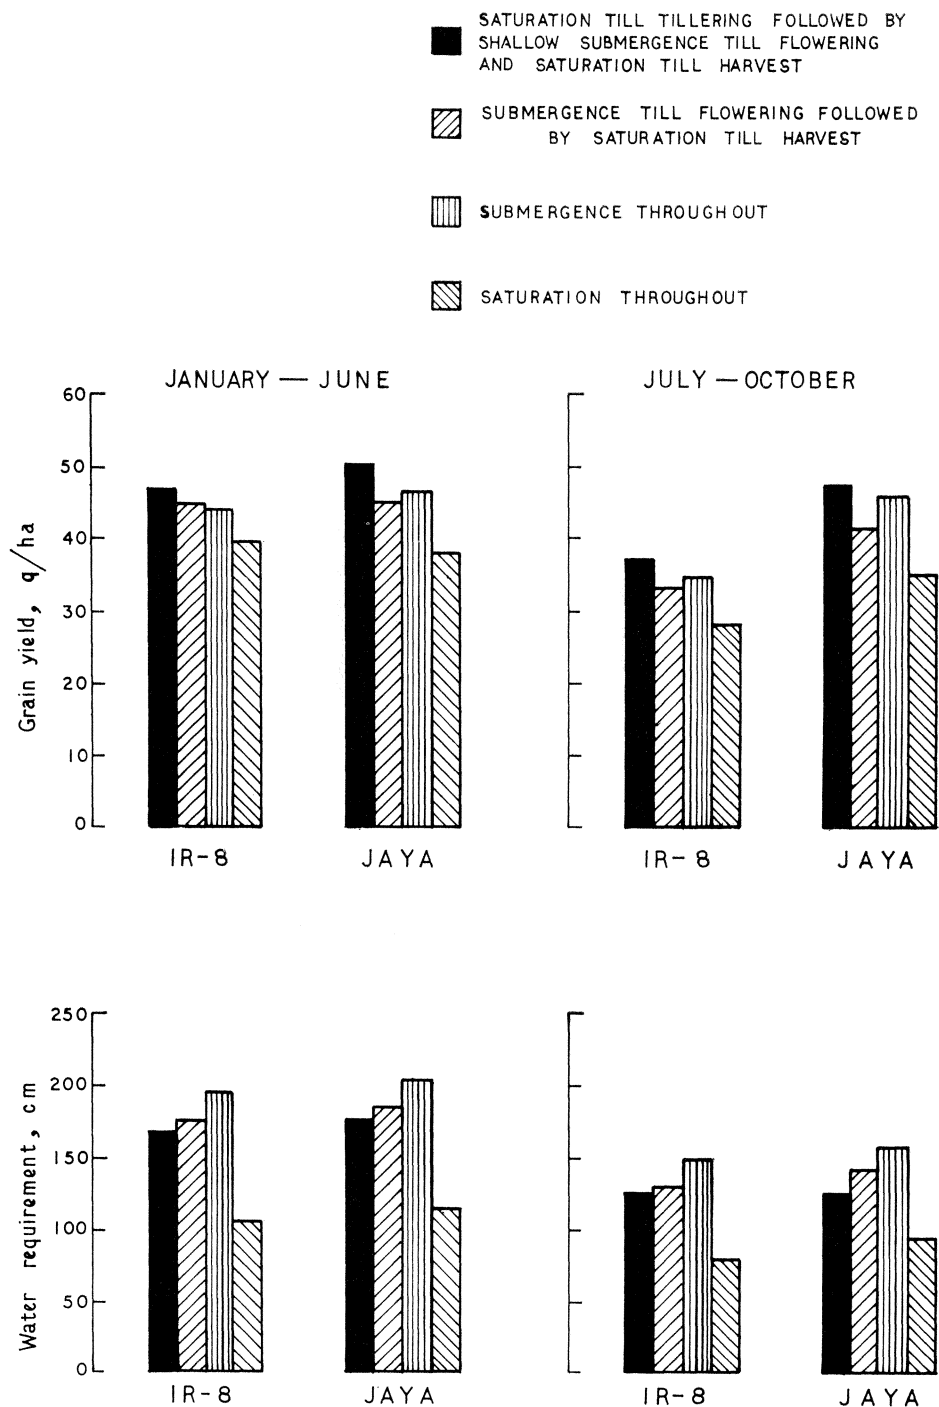 SATURATION TILL TILLERING FOLLOWED BY
SHALLOW SUBMERGENCE TILL FLOWERING
AND SATURATION TILL HARVEST
SUBMERGENCE TILL FLOWERING FOLLOWED
BY SATURATION TILL HARVEST
SUBMERGENCE THROUGHOUT
SATURATION THROUGHOUT
JANUARY — JUNE
JULY — OCTOBER
Grain yield, q/ha
60
50
40
30
20
10
0
IR-8
JAYA
IR-8
JAYA
Water requirement, cm
250
200
150
100
50
0
IR-8
JAYA
IR-8
JAYA